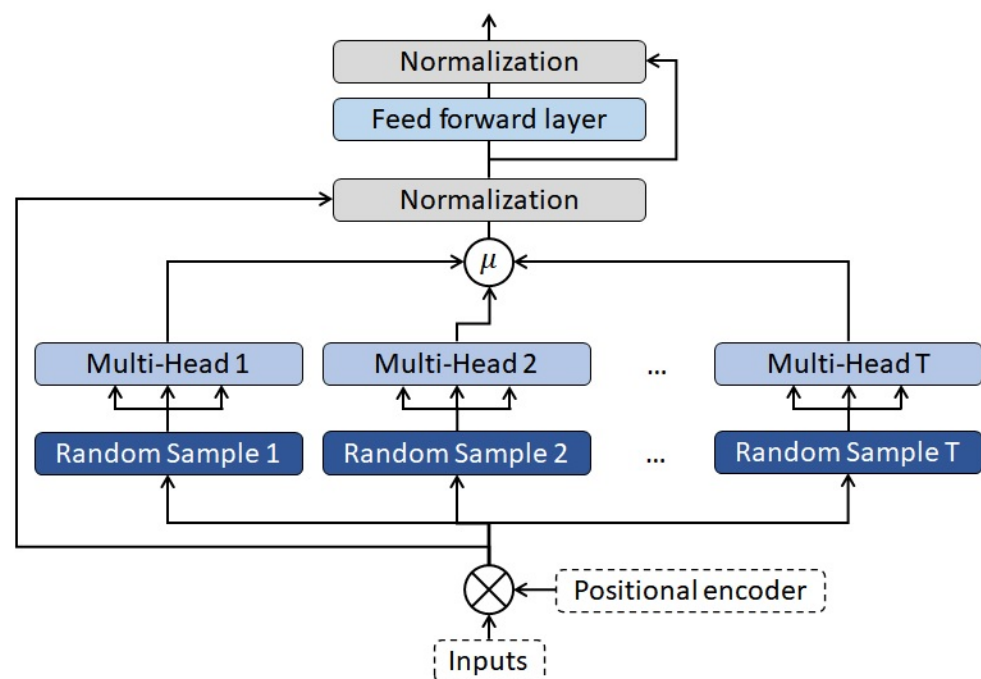 Normalization
Feed forward layer
Normalization
μ
Multi-Head 1
Multi-Head 2
...
Multi-Head T
Random Sample 1
Random Sample 2
...
Random Sample T
Positional encoder
Inputs